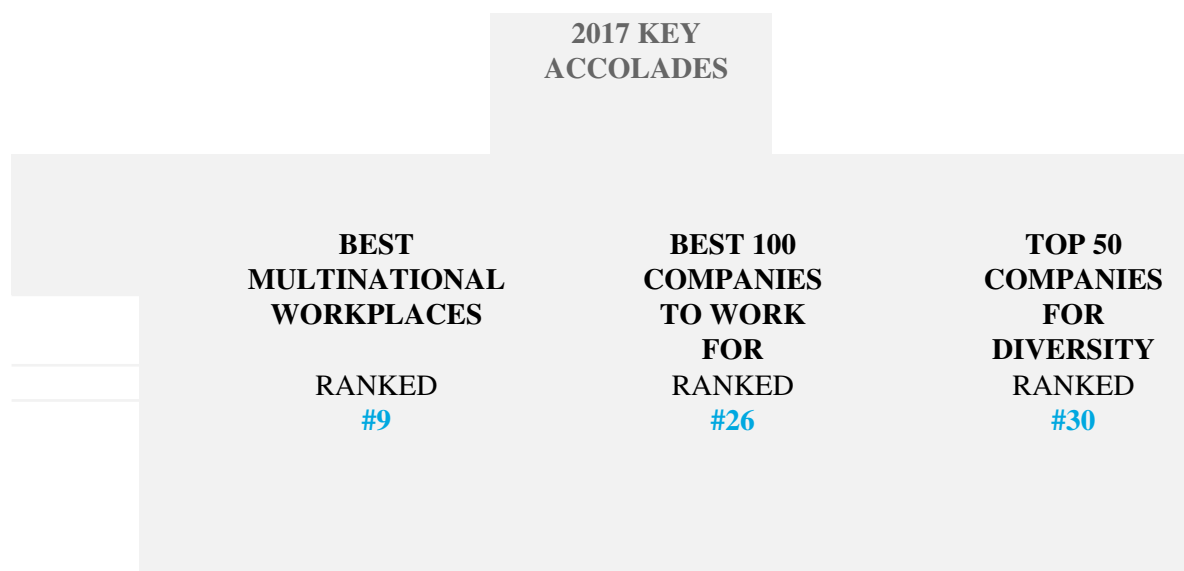 2017 KEY
ACCOLADES
BEST
MULTINATIONAL
WORKPLACES
RANKED
#9
BEST 100
COMPANIES
TO WORK
FOR
RANKED
#26
TOP 50
COMPANIES
FOR
DIVERSITY
RANKED
#30